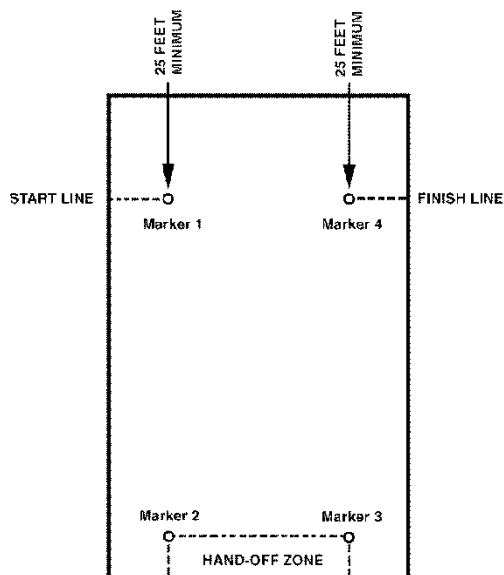 25 FEET
MINIMUM
25 FEET
MINIMUM
START LINE
FINISH LINE
Marker 1
Marker 4
Marker 2
Marker 3
HAND-OFF ZONE